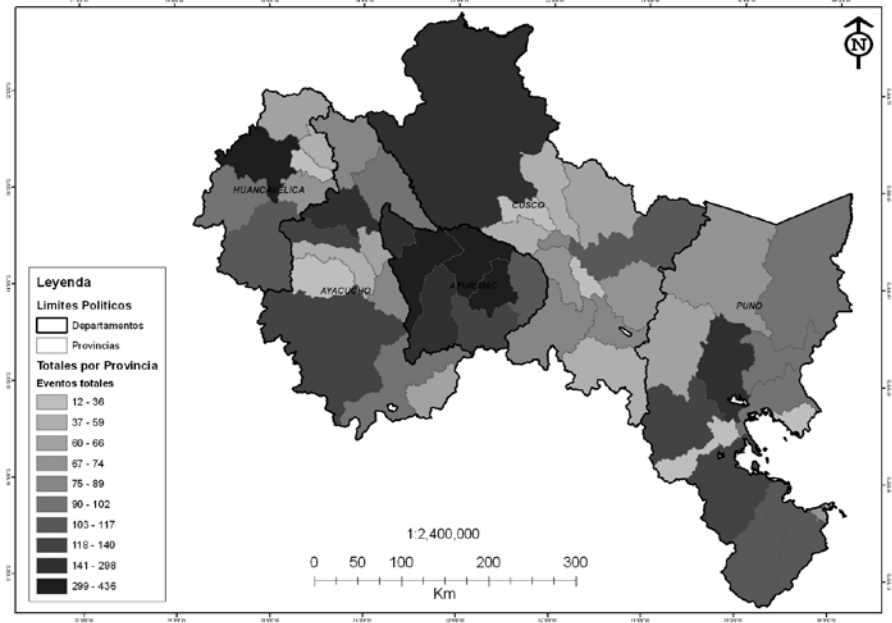 N
HUANCAVELICA
CUSCO
APURIMAC
AYACUCHO
PUNO
Leyenda
Limites Politicos
Departamentos
Provincias
Totales por Provincia
Eventos totales
12 - 36
37 - 59
60 - 66
67 - 74
75 - 89
90 - 102
103 - 117
118 - 140
141 - 298
299 - 436
1:2,400,000
0 50 100 200 300
Km